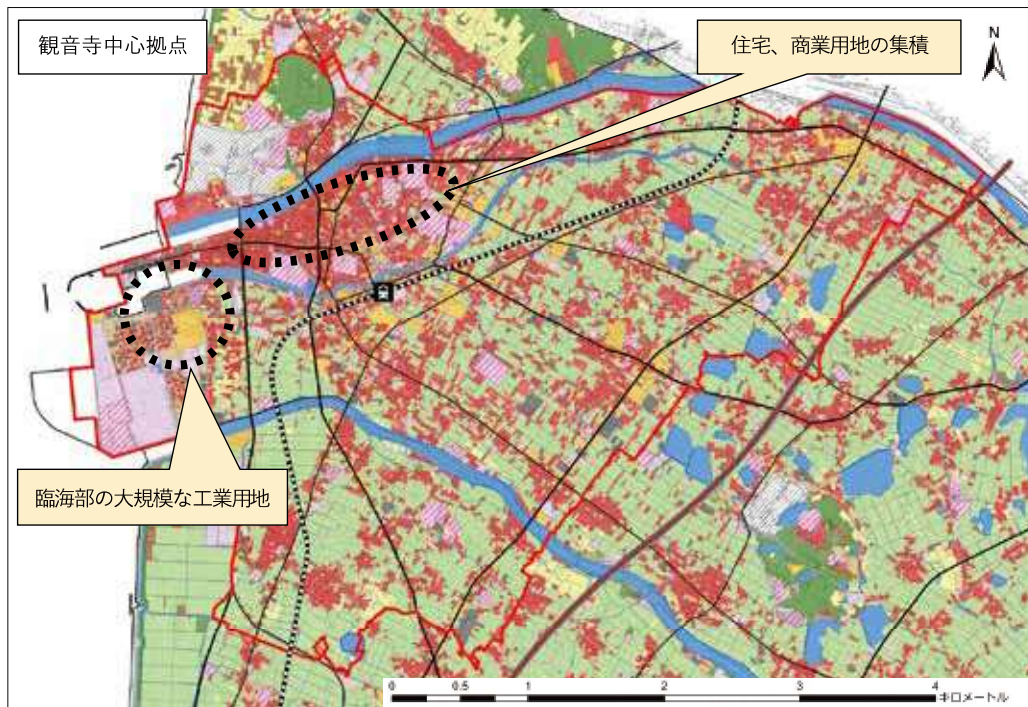 観音寺中心拠点
住宅、商業用地の集積
N
臨海部の大規模な工業用地
0 0.5 1 2 3 4
キロメートル